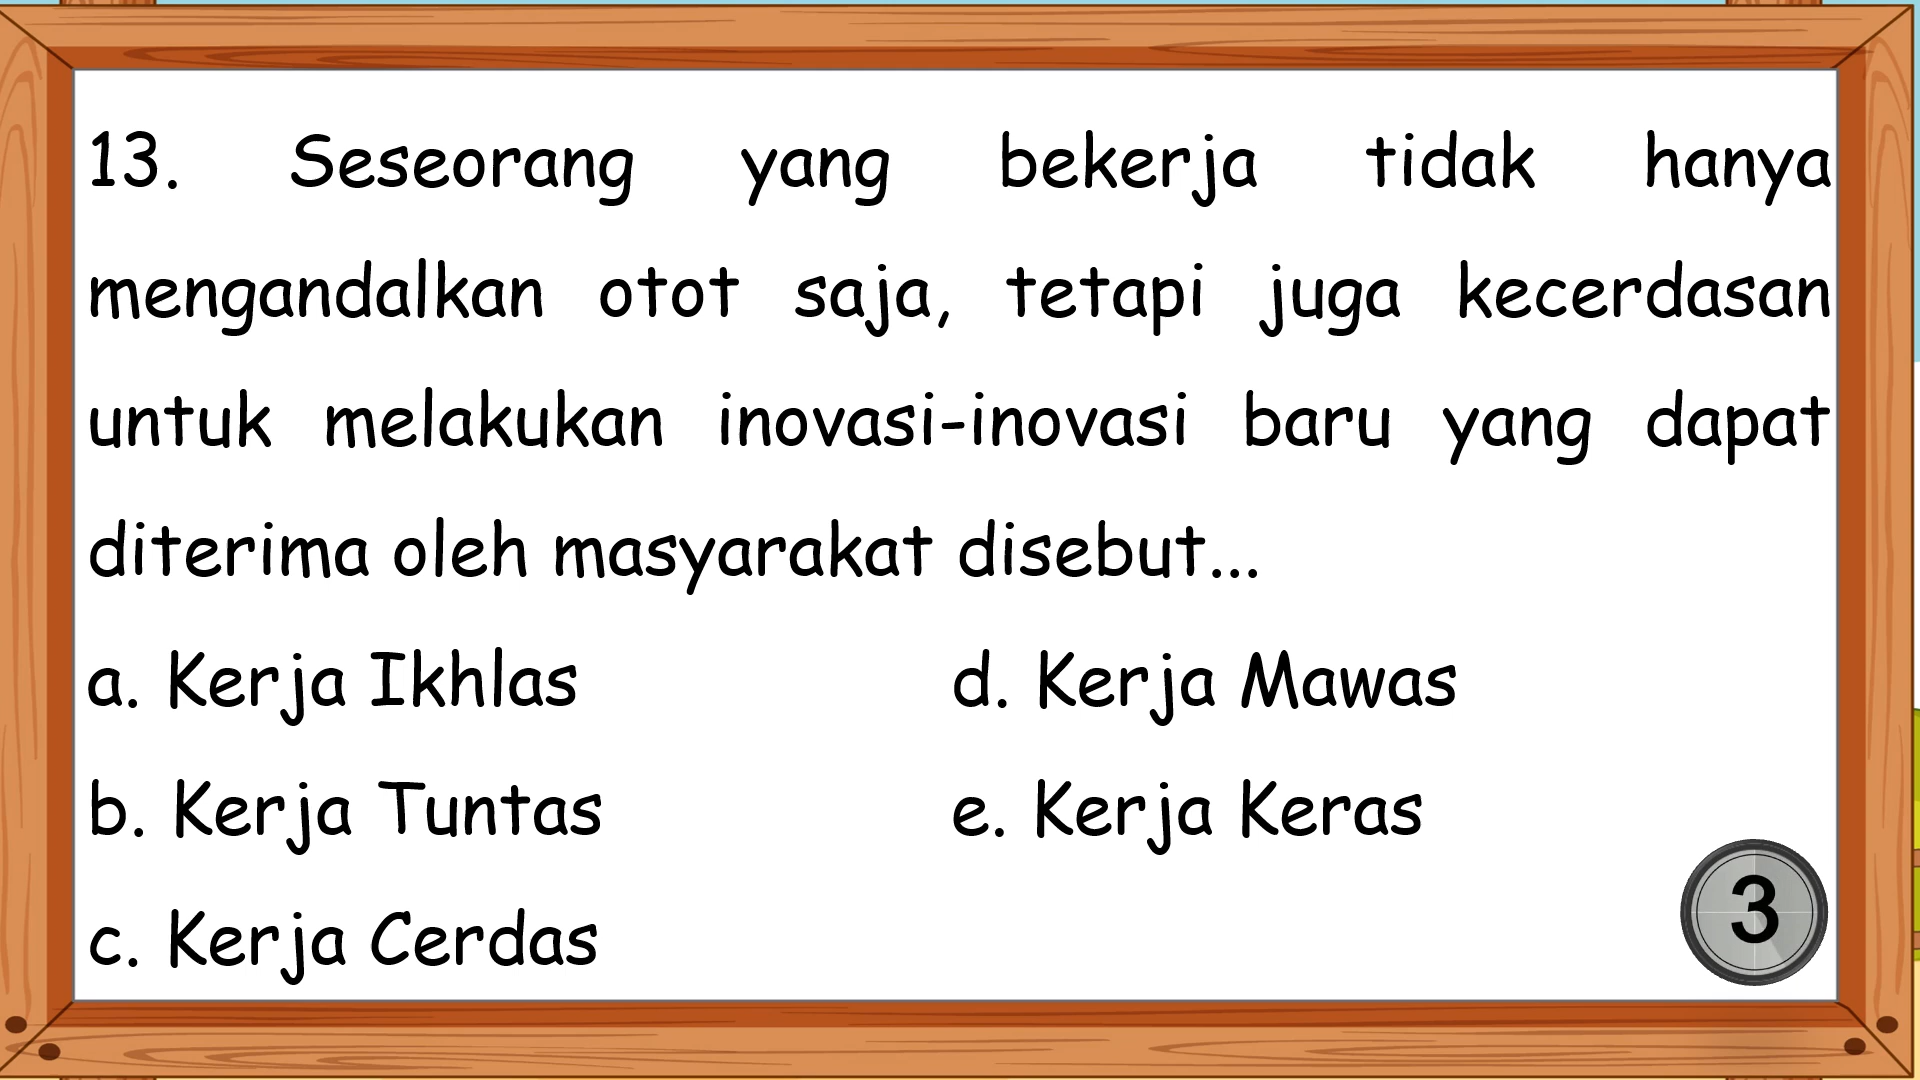 13. Seseorang yang bekerja tidak hanya
mengandalkan otot saja, tetapi juga kecerdasan
untuk melakukan inovasi-inovasi baru yang dapat
diterima oleh masyarakat disebut...
a. Kerja Ikhlas
b. Kerja Tuntas
c. Kerja Cerdas
d. Kerja Mawas
e. Kerja Keras
3